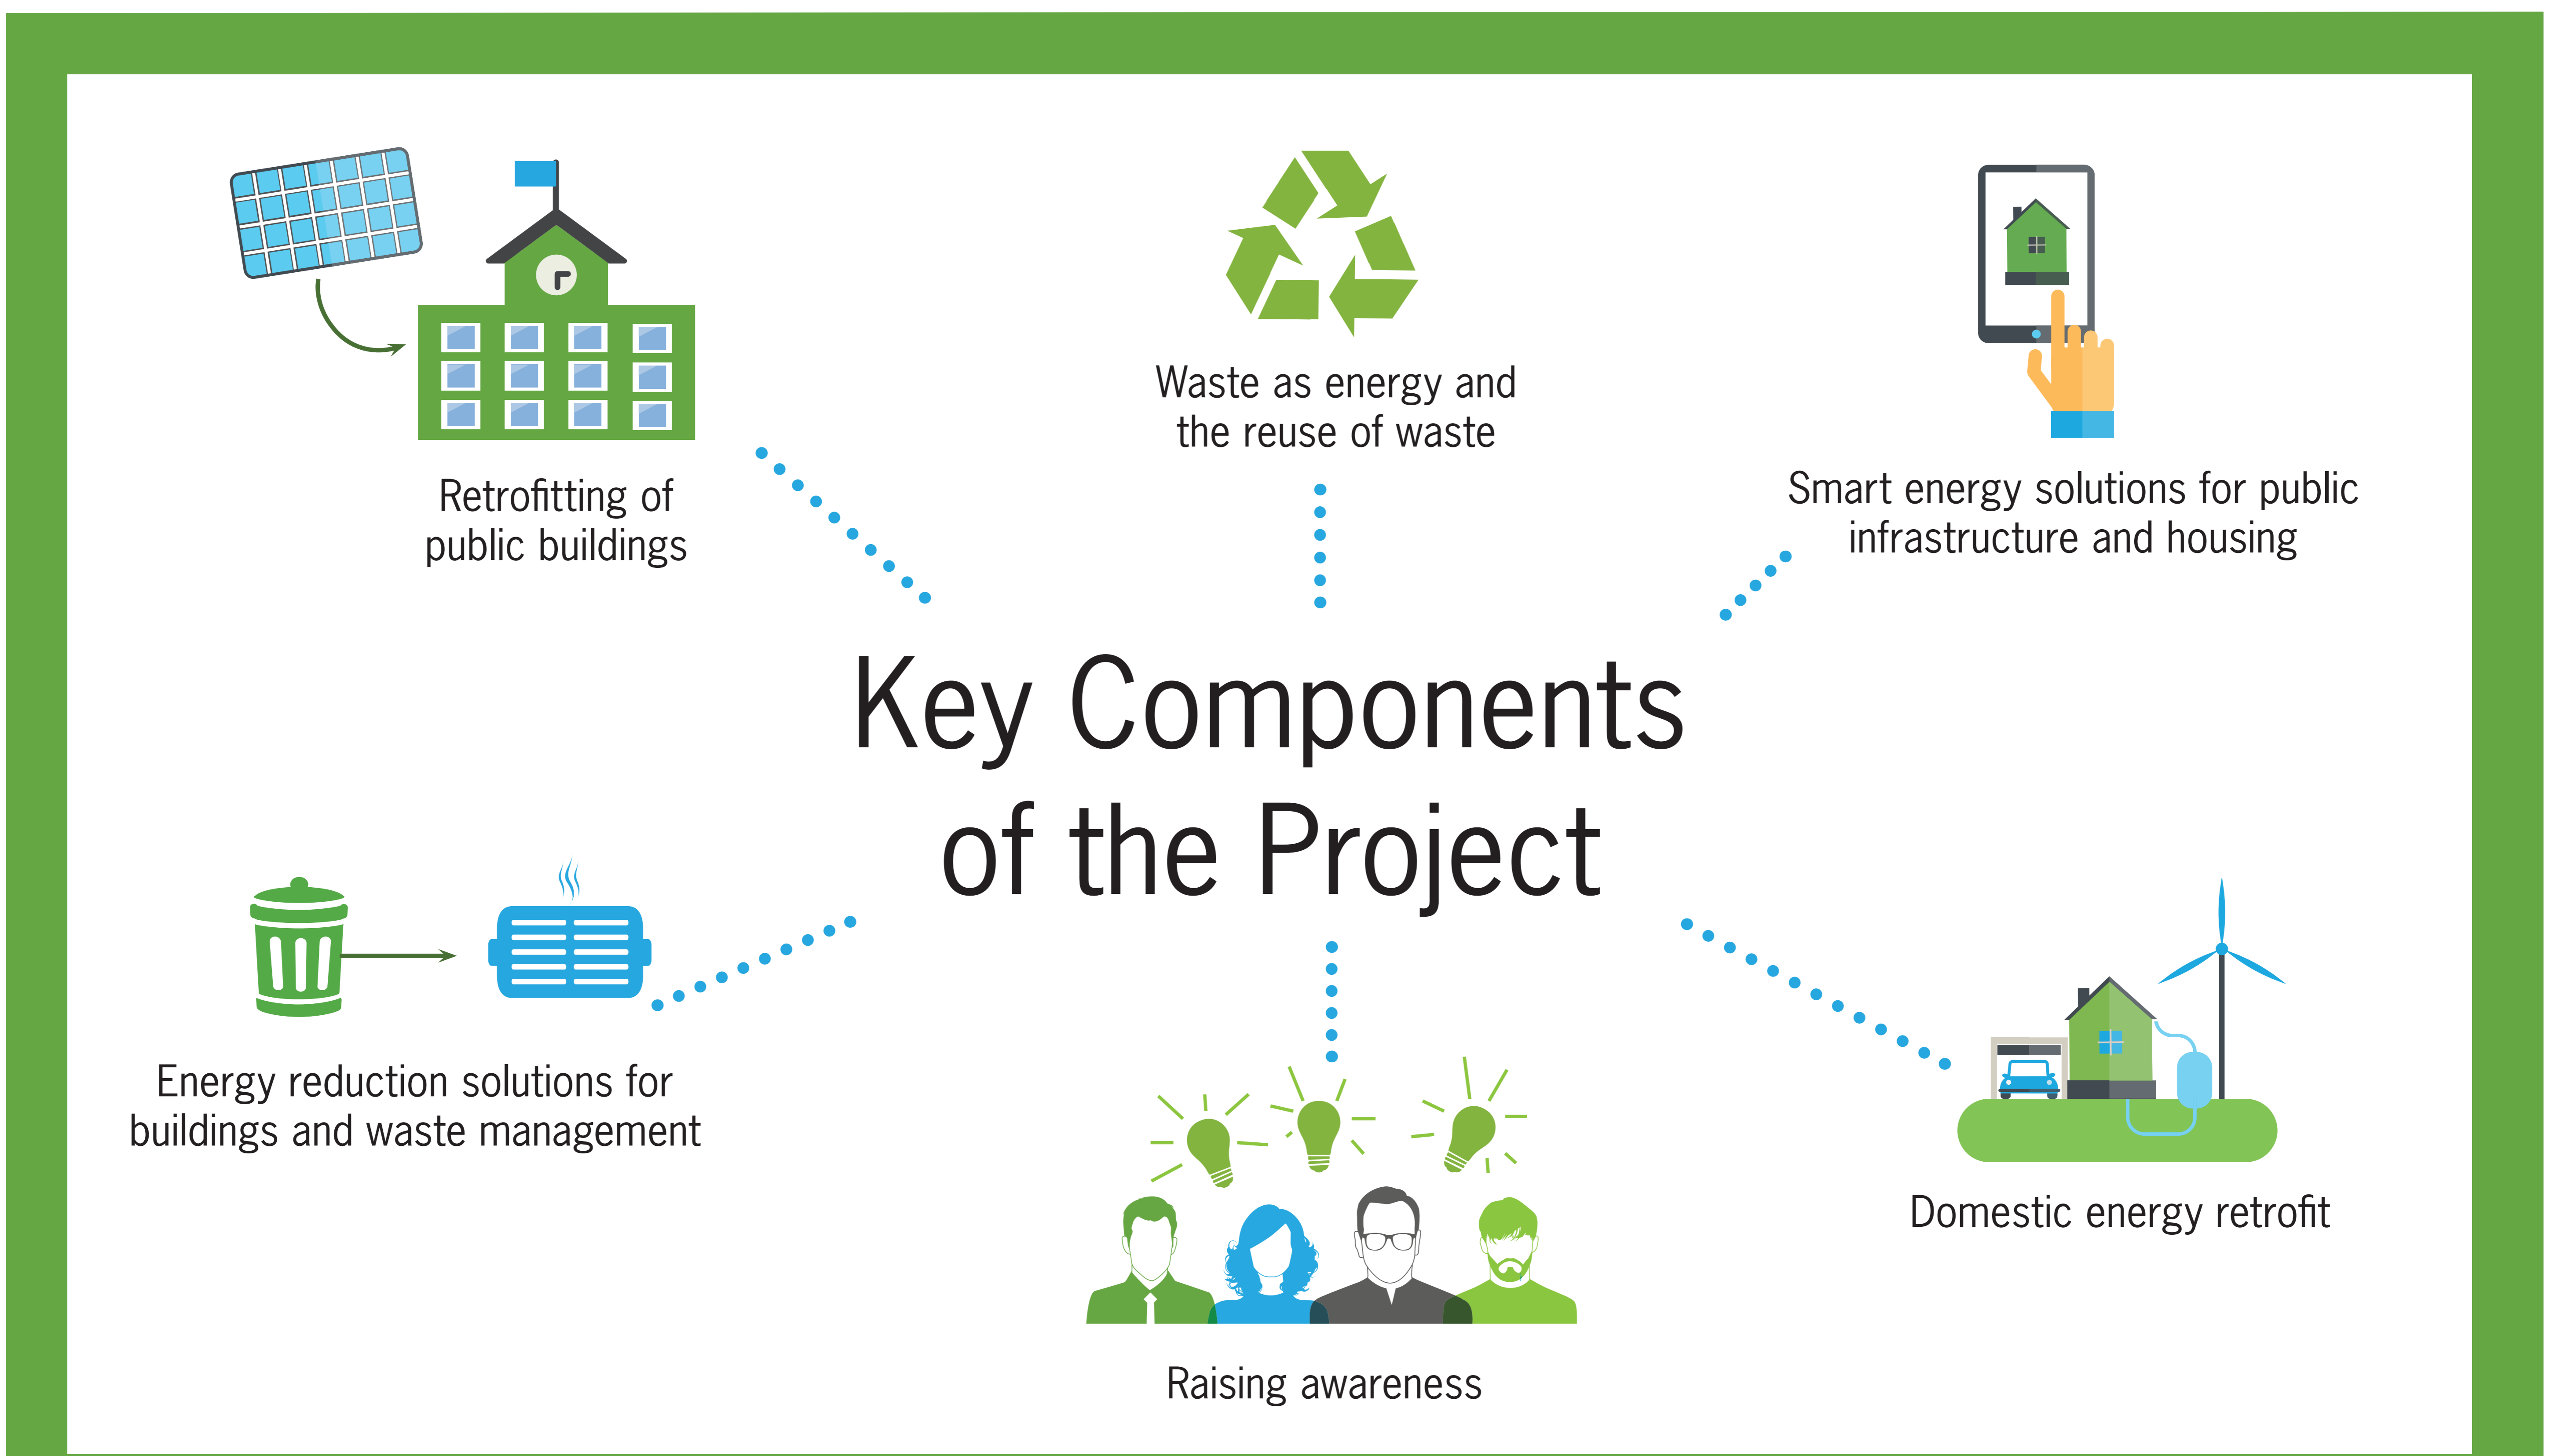 Retrofitting of
public buildings
Waste as energy and
the reuse of waste
Smart energy solutions for public
infrastructure and housing
Key Components
of the Project
Energy reduction solutions for
buildings and waste management
Raising awareness
Domestic energy retrofit